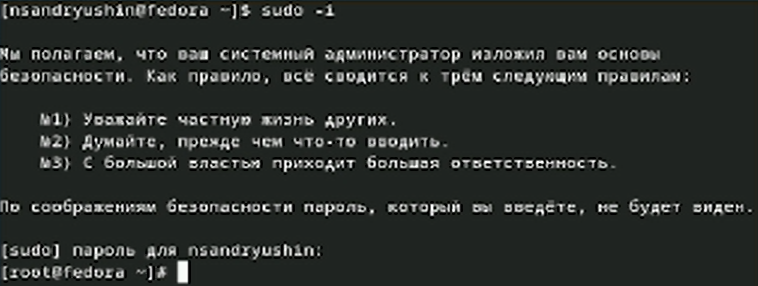 [nsandryushin@fedora ~]$ sudo -i
Мы полагаем, что ваш системный администратор изложил вам основы
безопасности. Как правило, всё сводится к трём следующим правилам:
№1) Уважайте частную жизнь других.
№2) Думайте, прежде чем что-то вводить.
№3) С большой властью приходит большая ответственность.
По соображениям безопасности пароль, который вы введёте, не будет виден.
[sudo] пароль для nsandryushin:
[root@fedora ~]#